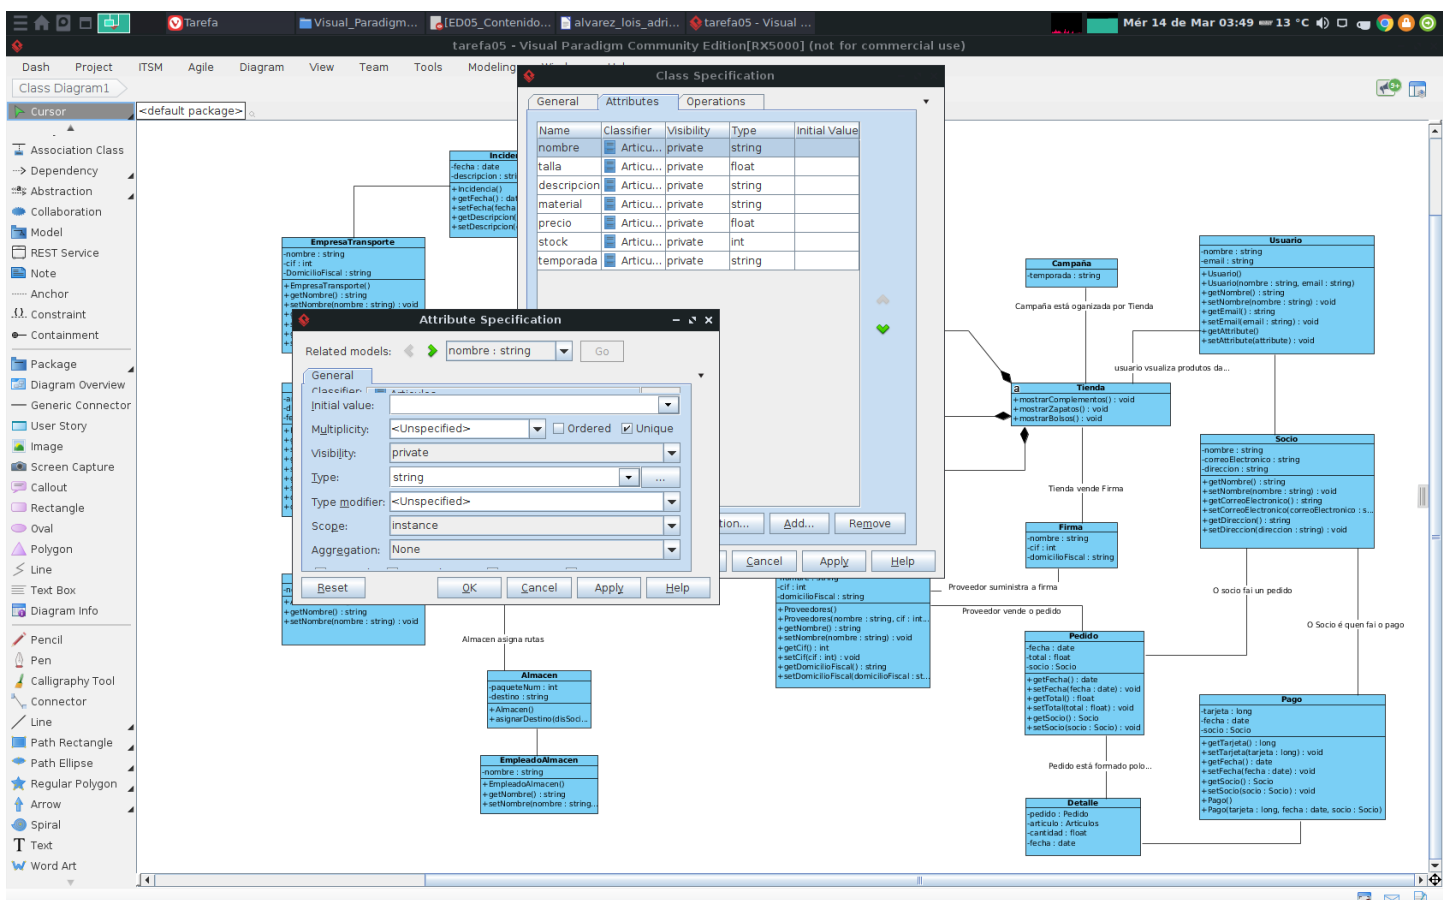 Tarefa
Visual_Paradigm...
[ED05_Contenido...
alvarez_lois_adri...
tarefa05 - Visual ...
Mér 14 de Mar 03:49
13 °C
tarefa05 - Visual Paradigm Community Edition[RX5000] (not for commercial use)
Dash Project ITSM Agile Diagram View Team Tools Modeling
Class Diagram1
Cursor
<default package>
Association Class
Dependency
Abstraction
Collaboration
Model
REST Service
Note
Anchor
Constraint
Containment
Package
Diagram Overview
Generic Connector
User Story
Image
Screen Capture
Callout
Rectangle
Oval
Polygon
Line
Text Box
Diagram Info
Pencil
Pen
Calligraphy Tool
Connector
Line
Path Rectangle
Path Ellipse
Regular Polygon
Arrow
Spiral
Text
Word Art
Class Specification
General Attributes Operations
Name Classifier Visibility Type Initial Value
nombre Articu... private string
talla Articu... private float
descripcion Articu... private string
material Articu... private string
precio Articu... private float
stock Articu... private int
temporada Articu... private string
Add... Remove
Cancel Apply Help
Attribute Specification
Related models: nombre : string Go
General
Initial value:
Multiplicity: <Unspecified> Ordered Unique
Visibility: private
Type: string ...
Type modifier: <Unspecified>
Scope: instance
Aggregation: None
Reset OK Cancel Apply Help
-fecha : date
+Incidencia()
EmpresaTransporte
-nombre : string
-cif : int
-DomicilioFiscal : string
+EmpresaTransporte()
+getNombre() : string
+setNombre(nombre : string) : void
+getNombre() : string
+setNombre(nombre : string) : void
Almacen asigna rutas
Almacen
-paqueteNum : int
-destino : string
+Almacen()
+asignarDestino(disSoci...
EmpleadoAlmacen
-nombre : string
+EmpleadoAlmacen()
+getNombre() : string
+setNombre(nombre : string...
-cif : int
-domicilioFiscal : string
+Proveedores()
+Proveedores(nombre : string, cif : int...
+getNombre() : string
+setNombre(nombre : string) : void
+getCif() : int
+setCif(cif : int) : void
+getDomicilioFiscal() : string
+setDomicilioFiscal(domicilioFiscal : st...
Proveedor suministra a firma
Proveedor vende o pedido
Campaña
-temporada : string
Campaña está oganizada por Tienda
Usuario
-nombre : string
-email : string
+Usuario()
+Usuario(nombre : string, email : string)
+getNombre() : string
+setNombre(nombre : string) : void
+getEmail() : string
+setEmail(email : string) : void
+getAttribute()
+setAttribute(attribute) : void
usuario vsualiza produtos da...
a
Tienda
+mostrarComplementos() : void
+mostrarZapatos() : void
+mostrarBolsos() : void
Tienda vende Firma
Socio
-nombre : string
-correoElectronico : string
-direccion : string
+getNombre() : string
+setNombre(nombre : string) : void
+getCorreoElectronico() : string
+setCorreoElectronico(correoElectronico : s...
+getDireccion() : string
+setDireccion(direccion : string) : void
Firma
-nombre : string
-cif : int
-domicilioFiscal : string
O socio fai un pedido
O Socio é quen fai o pago
Pedido
-fecha : date
-total : float
-socio : Socio
+getFecha() : date
+setFecha(fecha : date) : void
+getTotal() : float
+setTotal(total : float) : void
+getSocio() : Socio
+setSocio(socio : Socio) : void
Pedido está formado polo...
Pago
-tarjeta : long
-fecha : date
-socio : Socio
+getTarjeta() : long
+setTarjeta(tarjeta : long) : void
+getFecha() : date
+setFecha(fecha : date) : void
+getSocio() : Socio
+setSocio(socio : Socio) : void
+Pago()
+Pago(tarjeta : long, fecha : date, socio : Socio)
Detalle
-pedido : Pedido
-articulo : Articulos
-cantidad : float
-fecha : date